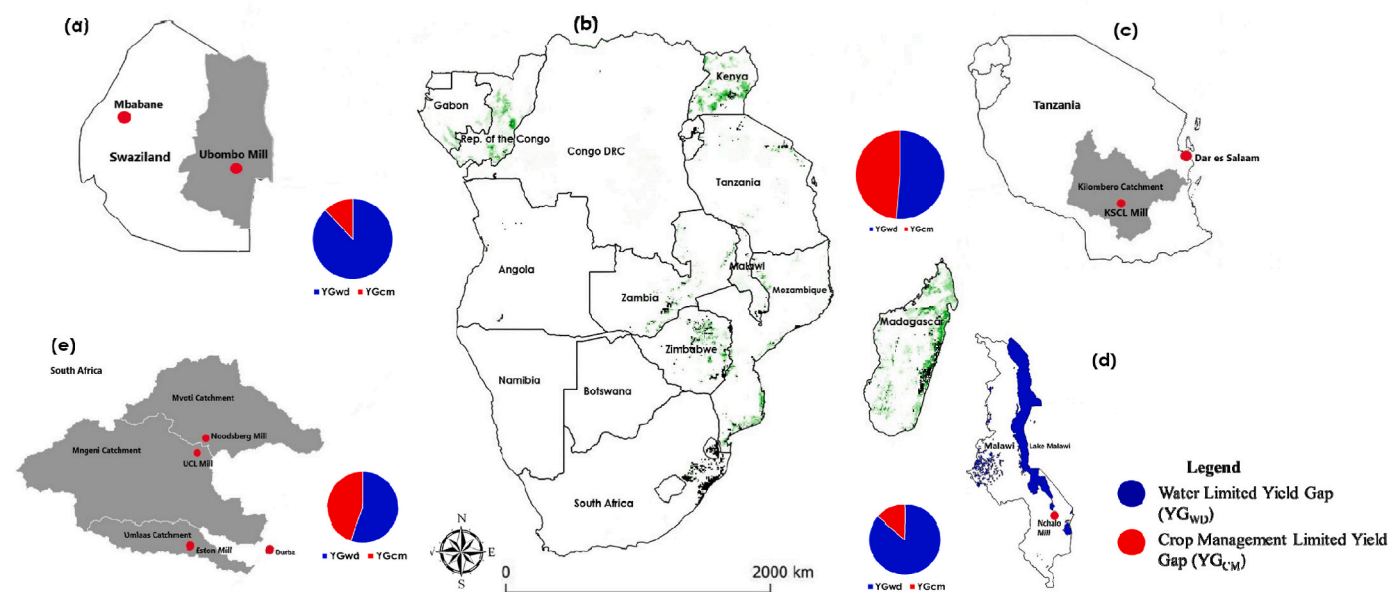 (a)
Mbabane
Swaziland
Ubombo Mill
YGwd YGcm
(b)
Gabon
Rep. of the Congo
Congo DRC
Kenya
Tanzania
Angola
Zambia
Malawi
Mozambique
Zimbabwe
Namibia
Botswana
South Africa
Madagascar
N
E
S
0 2000 km
(c)
Tanzania
Dar es Salaam
Kilombero Catchment
KSCL Mill
YGwd YGcm
(d)
Malawi
Lake Malawi
Nchalo
Mill
YGwd YGcm
Legend
Water Limited Yield Gap
(YGWD)
Crop Management Limited Yield
Gap (YGCM)
(e)
South Africa
Mvoti Catchment
Noodsberg Mill
Mngeni Catchment
UCL Mill
Umlaas Catchment
Eston Mill
YGwd YGcm